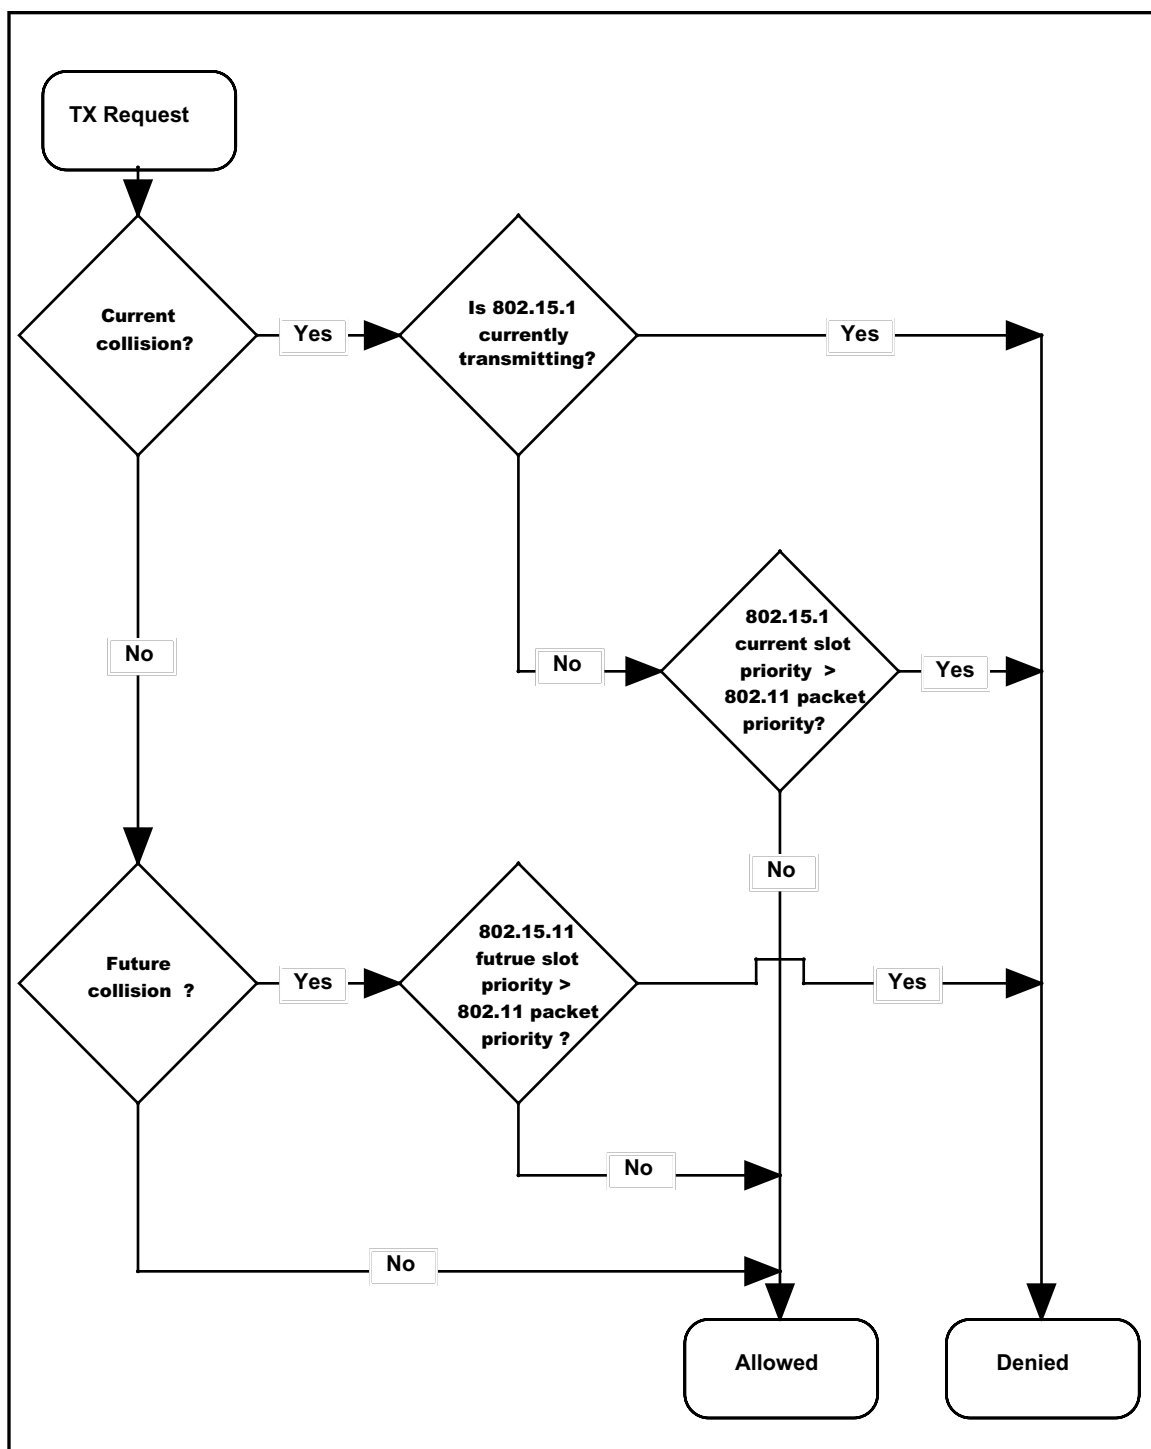 TX Request
Current
collision?
Yes
Is 802.15.1
currently
transmitting?
Yes
No
No
802.15.1
current slot
priority >
802.11 packet
priority?
Yes
No
Future
collision ?
Yes
802.15.11
futrue slot
priority >
802.11 packet
priority ?
Yes
No
No
Allowed
Denied